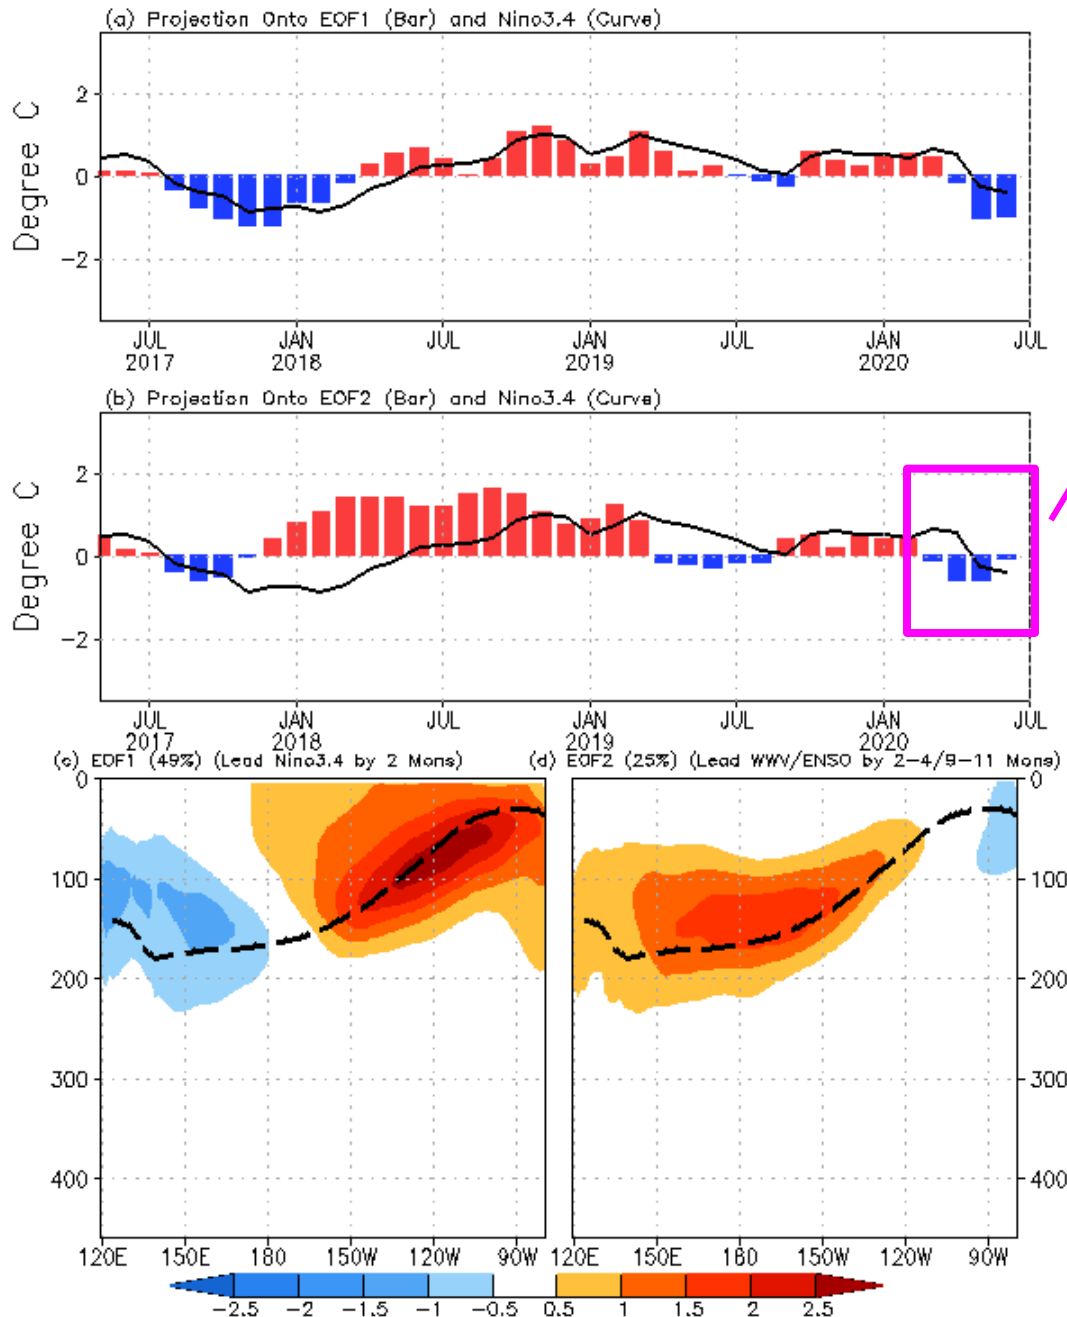 (a) Projection Onto EOF1 (Bar) and Nino3.4 (Curve)
Degree C
2
0
-2
JUL JAN JUL JAN JUL JAN JUL
2017 2018 2019 2020
(b) Projection Onto EOF2 (Bar) and Nino3.4 (Curve)
Degree C
2
0
-2
JUL JAN JUL JAN JUL JAN JUL
2017 2018 2019 2020
(c) EOF1 (49%) (Lead Nino3.4 by 2 Mons)
(d) EOF2 (25%) (Lead WWV/ENSO by 2-4/9-11 Mons)
0 0
100 100
200 200
300 300
400 400
120E 150E 180 150W 120W 90W
120E 150E 180 150W 120W 90W
-2.5 -2 -1.5 -1 -0.5 0.5 1 1.5 2 2.5